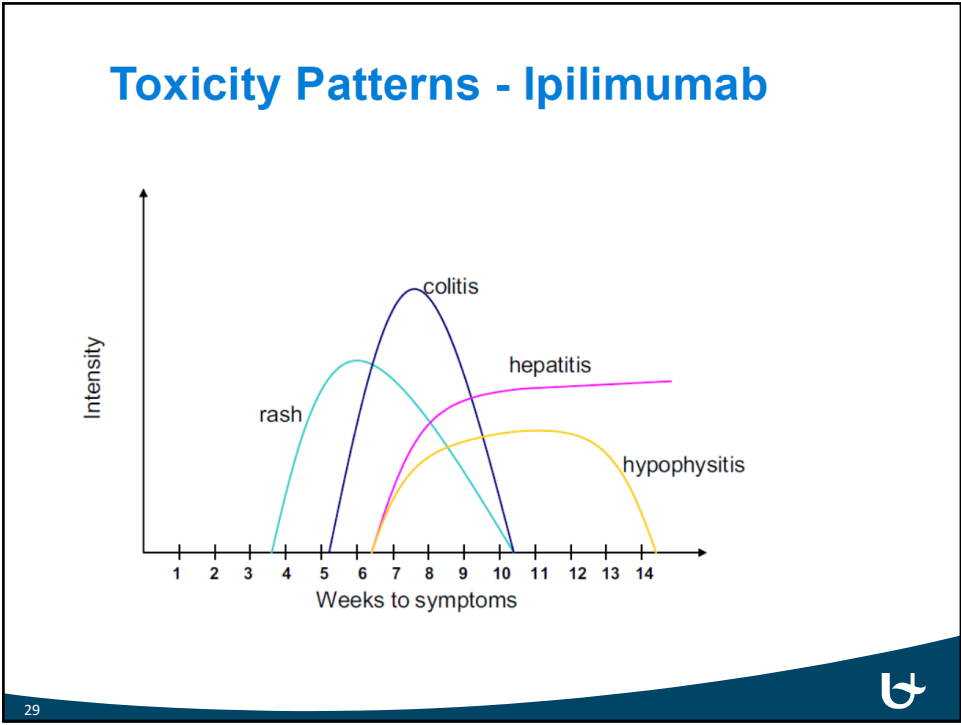 Toxicity Patterns - Ipilimumab
colitis
hepatitis
rash
hypophysitis
Intensity
1 2 3 4 5 6 7 8 9 10 11 12 13 14
Weeks to symptoms
29